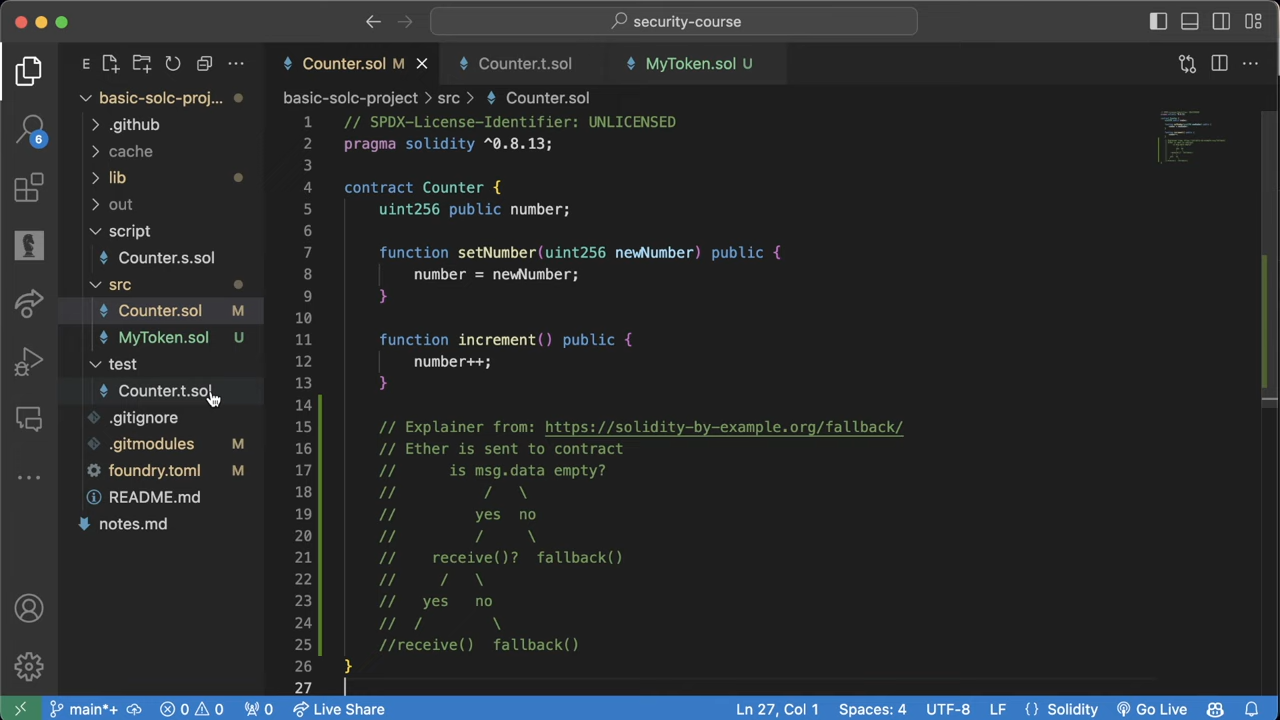 security-course
E
Counter.sol M
Counter.t.sol
MyToken.sol U
basic-solc-proj...
basic-solc-project > src > Counter.sol
.github
cache
lib
out
script
Counter.s.sol
src
Counter.sol M
MyToken.sol U
test
Counter.t.sol
.gitignore
.gitmodules M
foundry.toml M
README.md
notes.md
6
1 // SPDX-License-Identifier: UNLICENSED
2 pragma solidity ^0.8.13;
3
4 contract Counter {
5 uint256 public number;
6
7 function setNumber(uint256 newNumber) public {
8 number = newNumber;
9 }
10
11 function increment() public {
12 number++;
13 }
14
15 // Explainer from: https://solidity-by-example.org/fallback/
16 // Ether is sent to contract
17 // is msg.data empty?
18 // / \
19 // yes no
20 // / \
21 // receive()? fallback()
22 // / \
23 // yes no
24 // / \
25 //receive() fallback()
26 }
27
main*+ 0 0 0 Live Share Ln 27, Col 1 Spaces: 4 UTF-8 LF {} Solidity Go Live